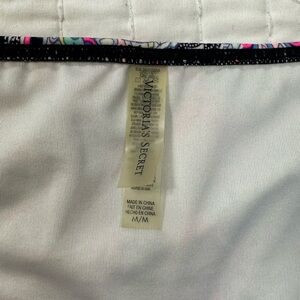 VICTORIA'S SECRET
MADE IN CHINA
FAIT EN CHINE
HECHO EN CHINA
M/M